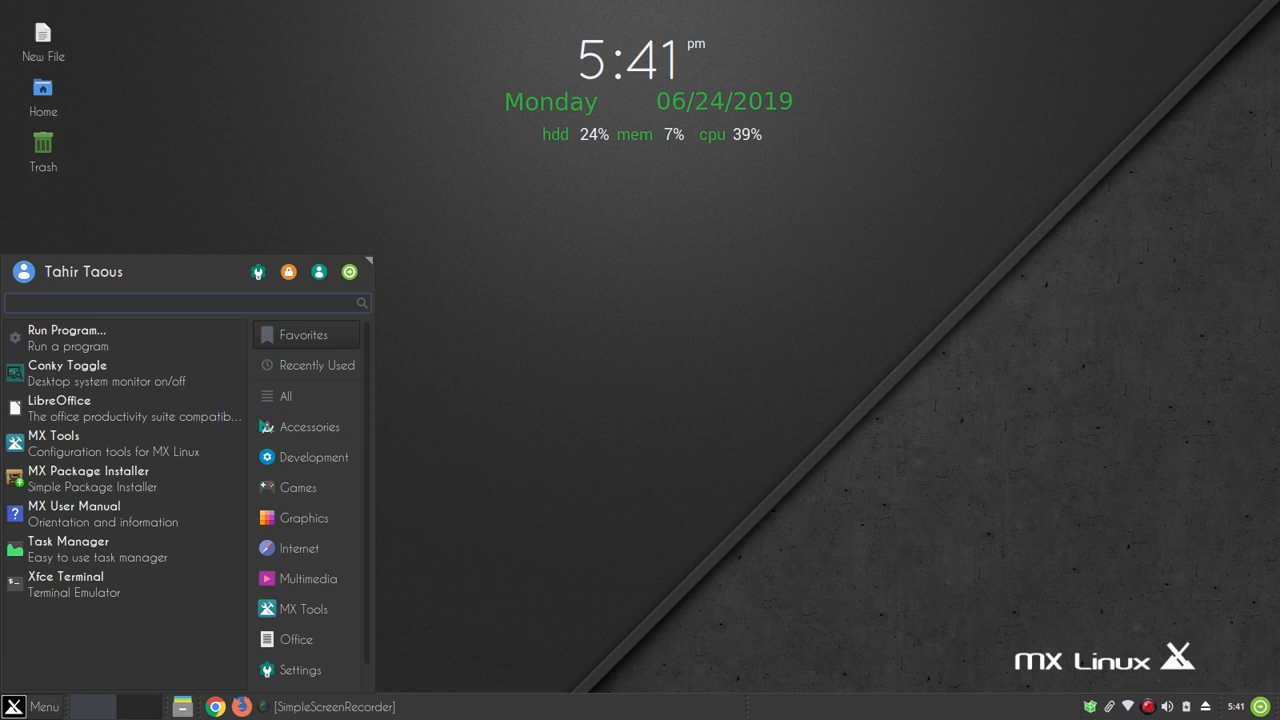 New File
Home
Trash
5:41 pm
Monday 06/24/2019
hdd 24% mem 7% cpu 39%
Tahir Taous
Run Program...
Run a program
Conky Toggle
Desktop system monitor on/off
LibreOffice
The office productivity suite compatib...
MX Tools
Configuration tools for MX Linux
MX Package Installer
Simple Package Installer
MX User Manual
Orientation and information
Task Manager
Easy to use task manager
Xfce Terminal
Terminal Emulator
Favorites
Recently Used
All
Accessories
Development
Games
Graphics
Internet
Multimedia
MX Tools
Office
Settings
MX Linux
Menu
[SimpleScreenRecorder]
5:41